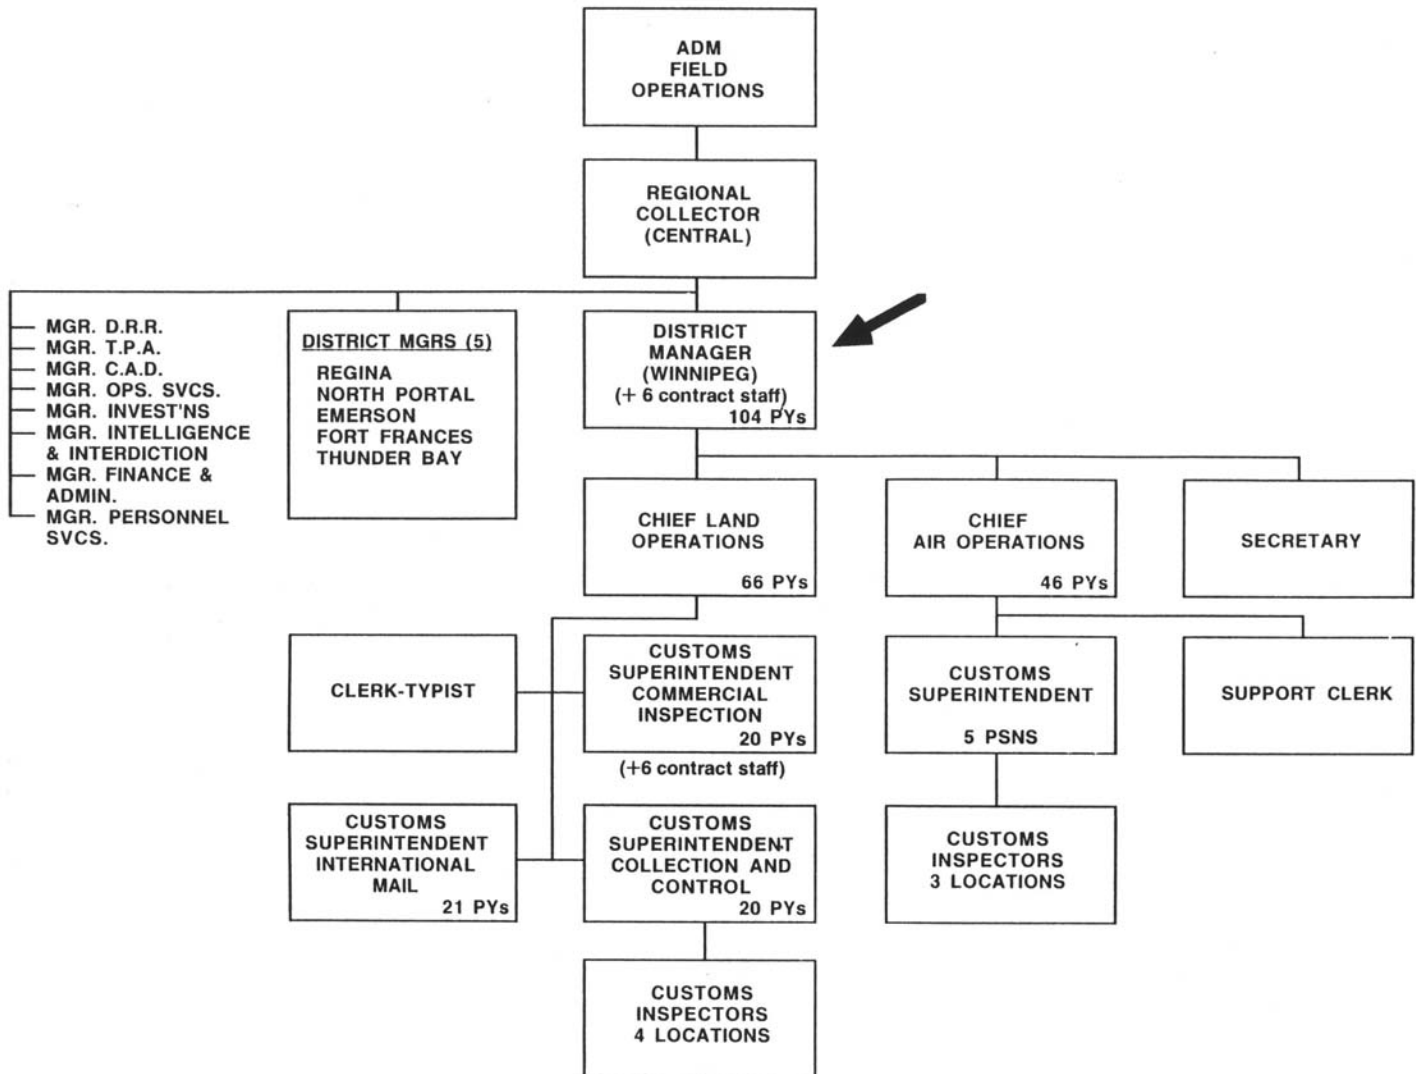 ADM
FIELD
OPERATIONS
REGIONAL
COLLECTOR
(CENTRAL)
MGR. D.R.R.
MGR. T.P.A.
MGR. C.A.D.
MGR. OPS. SVCS.
MGR. INVEST'NS
MGR. INTELLIGENCE
& INTERDICTION
MGR. FINANCE &
ADMIN.
MGR. PERSONNEL
SVCS.
DISTRICT MGRS (5)
REGINA
NORTH PORTAL
EMERSON
FORT FRANCES
THUNDER BAY
DISTRICT
MANAGER
(WINNIPEG)
(+ 6 contract staff)
104 PYs
CHIEF LAND
OPERATIONS
66 PYs
CHIEF
AIR OPERATIONS
46 PYs
SECRETARY
CLERK-TYPIST
CUSTOMS
SUPERINTENDENT
COMMERCIAL
INSPECTION
20 PYs
(+6 contract staff)
CUSTOMS
SUPERINTENDENT
5 PSNS
SUPPORT CLERK
CUSTOMS
SUPERINTENDENT
INTERNATIONAL
MAIL
21 PYs
CUSTOMS
SUPERINTENDENT
COLLECTION AND
CONTROL
20 PYs
CUSTOMS
INSPECTORS
3 LOCATIONS
CUSTOMS
INSPECTORS
4 LOCATIONS